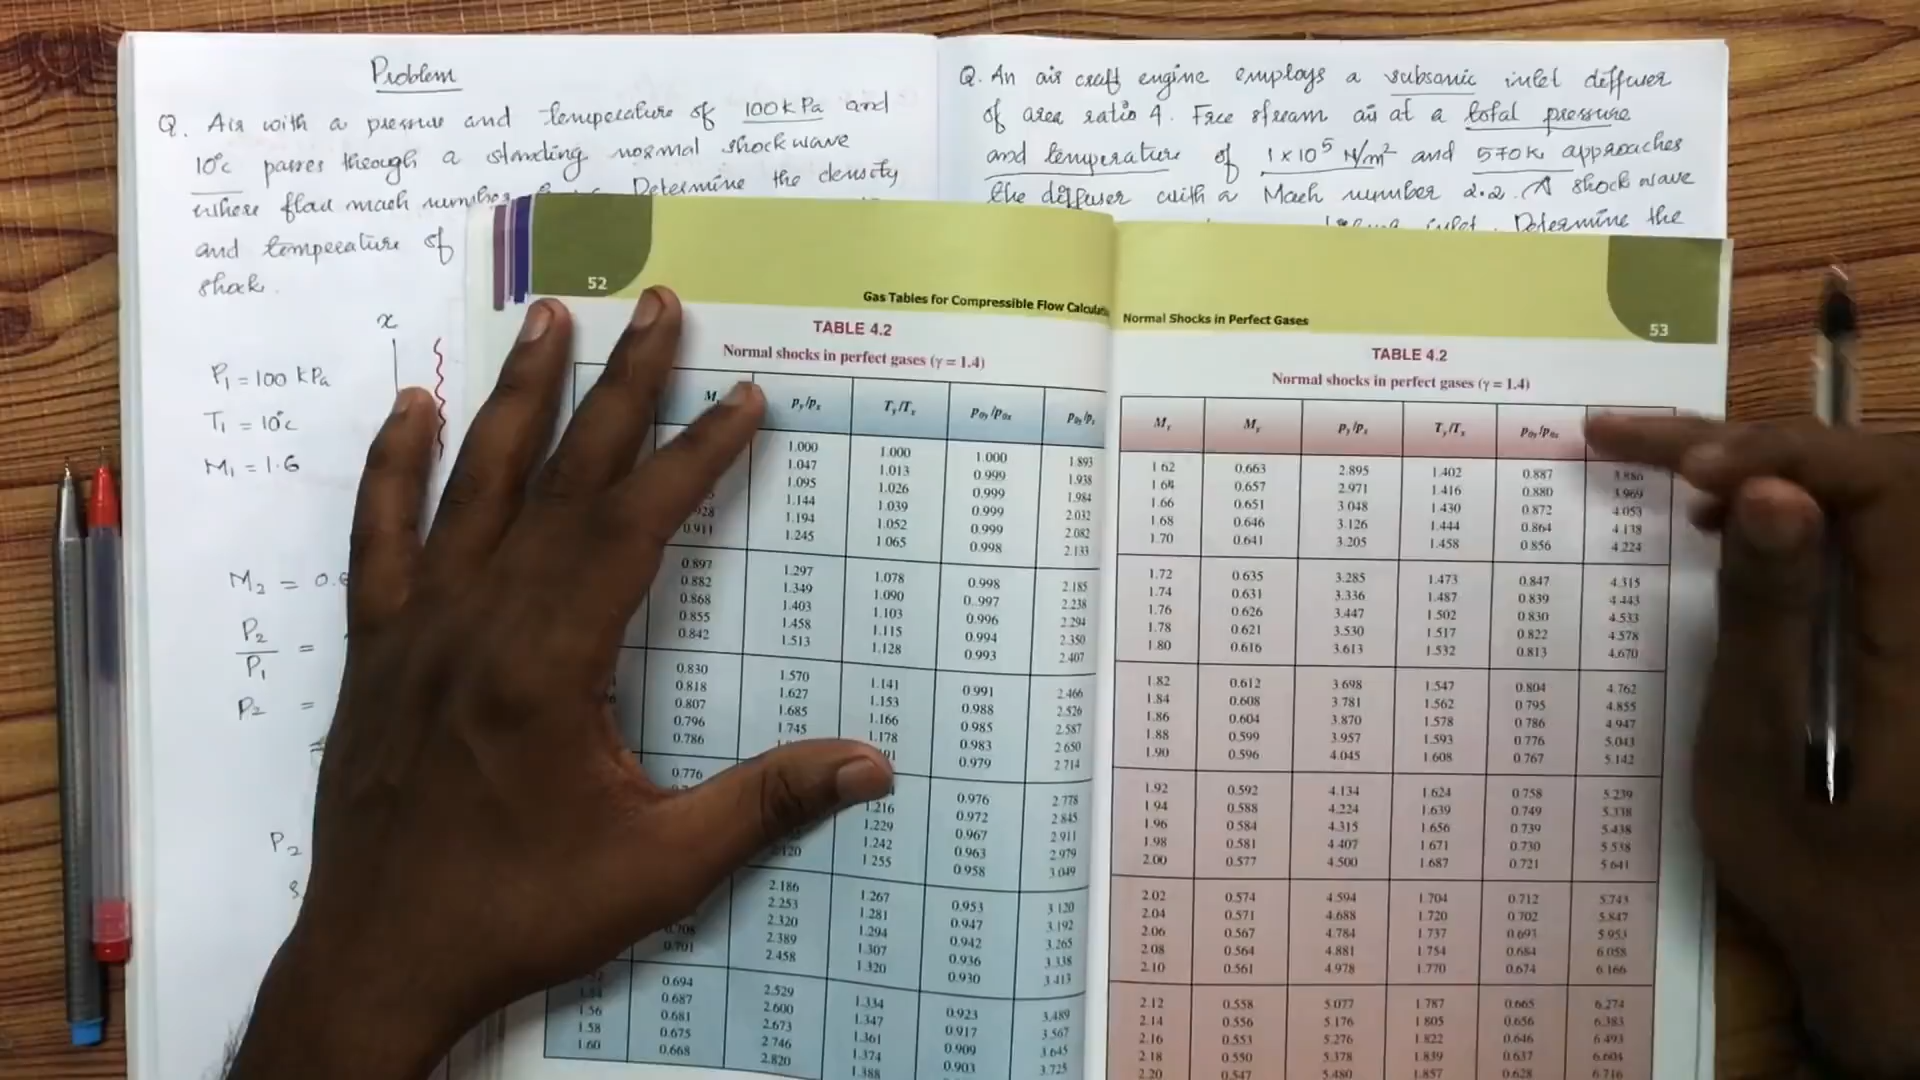 Problem
Q. Air with a pressure and temperature of 100kPa and
10°c passes through a standing normal shock wave
where flow mach number Determine the density
and temperature of
shock.
x
P1 = 100 kPa
T1 = 10°c
M1 = 1.6
M2 = 0.6
P2
P1 =
P2 =
P2
Q. An air craft engine employs a subsonic inlet diffuser
of area ratio 4. Free stream air at a total pressure
and temperature of 1 x 10^5 N/m² and 570K approaches
the diffuser with a Mach number 2.2. A shock wave
inlet. Determine the
52
Gas Tables for Compressible Flow
TABLE 4.2
Normal shocks in perfect gases (γ = 1.4)
py/px Ty/Tx p0y/p0x p0y/px
1.000 1.000 1.000 1.893
1.047 1.013 0.999 1.938
1.095 1.026 0.999 1.984
1.144 1.039 0.999 2.032
1.194 1.052 0.999 2.082
0.911 1.245 1.065 0.998 2.133
0.897 1.297 1.078 0.998 2.185
0.882 1.349 1.090 0..997 2.238
0.868 1.403 1.103 0.996 2.294
0.855 1.458 1.115 0.994 2.350
0.842 1.513 1.128 0.993 2.407
0.830 1.570 1.141 0.991 2.466
0.818 1.627 1.153 0.988 2.526
0.807 1.685 1.166 0.985 2.587
0.796 1.745 1.178 0.983 2 650
0.786 0.979 2 714
0.776 0.976 2 778
1.216 0.972 2 845
1.229 0.967 2 911
1.242 0.963 2 979
1 255 0.958 3.049
2.186 1.267 0.953 3 120
2.253 1.281 0.947 3.192
2.320 1.294 0.942 3.265
2.389 1.307 0.936 3.338
0.701 2.458 1.320 0.930 3 413
0.694 2.529 1.334 0.923 3.489
0.687 2.600 1.347 0.917 3.567
1.56 0.681 2.673 1.361 0.909 3 645
1.58 0.675 2 746 1.374 0.903 3.725
1.60 0.668 2.820 1.388
Normal Shocks in Perfect Gases
53
TABLE 4.2
Normal shocks in perfect gases (γ = 1.4)
Mx My py/px Ty/Tx p0y/p0x
1 62 0.663 2.895 1.402 0.887 3.886
1 64 0.657 2.971 1.416 0.880 3.969
1.66 0.651 3 048 1.430 0.872 4.053
1.68 0.646 3.126 1.444 0.864 4.138
1.70 0.641 3.205 1.458 0.856 4.224
1.72 0.635 3.285 1.473 0.847 4.315
1.74 0.631 3.336 1.487 0.839 4.443
1.76 0.626 3.447 1.502 0.830 4.533
1.78 0.621 3.530 1.517 0.822 4.578
1.80 0.616 3.613 1.532 0.813 4.670
1.82 0.612 3 698 1.547 0.804 4.762
1.84 0.608 3.781 1.562 0 795 4.855
1.86 0.604 3.870 1.578 0 786 4.947
1.88 0.599 3.957 1.593 0 776 5.043
1.90 0.596 4.045 1 608 0.767 5.142
1.92 0.592 4.134 1 624 0 758 5 239
1 94 0.588 4.224 1.639 0.749 5.338
1.96 0.584 4.315 1.656 0.739 5.438
1.98 0.581 4 407 1.671 0.730 5.538
2.00 0.577 4.500 1.687 0.721 5 641
2.02 0.574 4.594 1.704 0.712 5.743
2.04 0.571 4.688 1.720 0.702 5.847
2.06 0.567 4.784 1.737 0.693 5.953
2.08 0.564 4.881 1.754 0.684 6.058
2.10 0.561 4.978 1.770 0.674 6.166
2.12 0.558 5.077 1.787 0.665 6.274
2.14 0.556 5.176 1 805 0.656 6.383
2.16 0.553 5.276 1.822 0.646 6.493
2 18 0.550 5.378 1.839 0.637 6.604
2.20 0.547 5.480 1.857 0.628 6.716